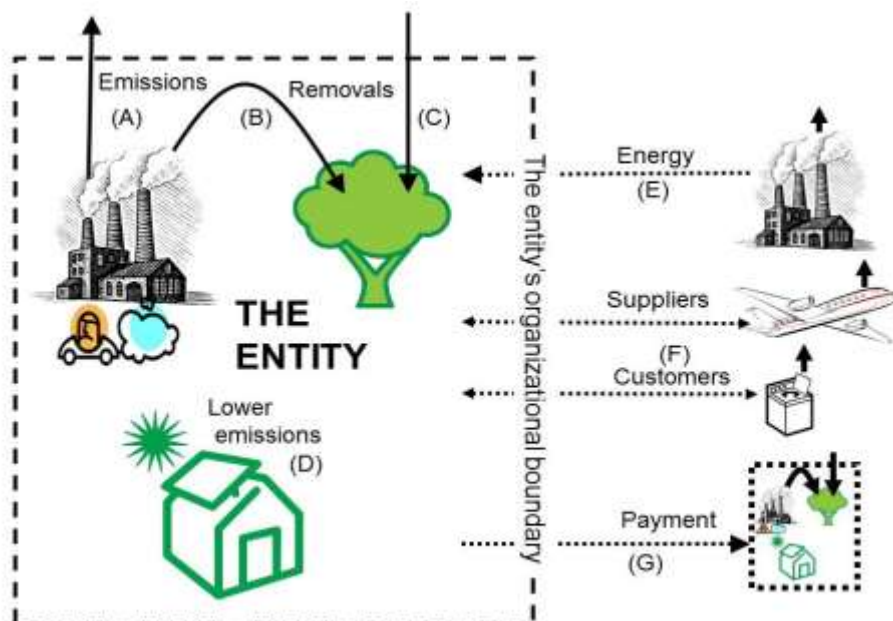 Emissions
(A)
(B)
Removals
(C)
THE
ENTITY
Lower
emissions
(D)
The entity's organizational boundary
Energy
(E)
Suppliers
(F)
Customers
Payment
(G)